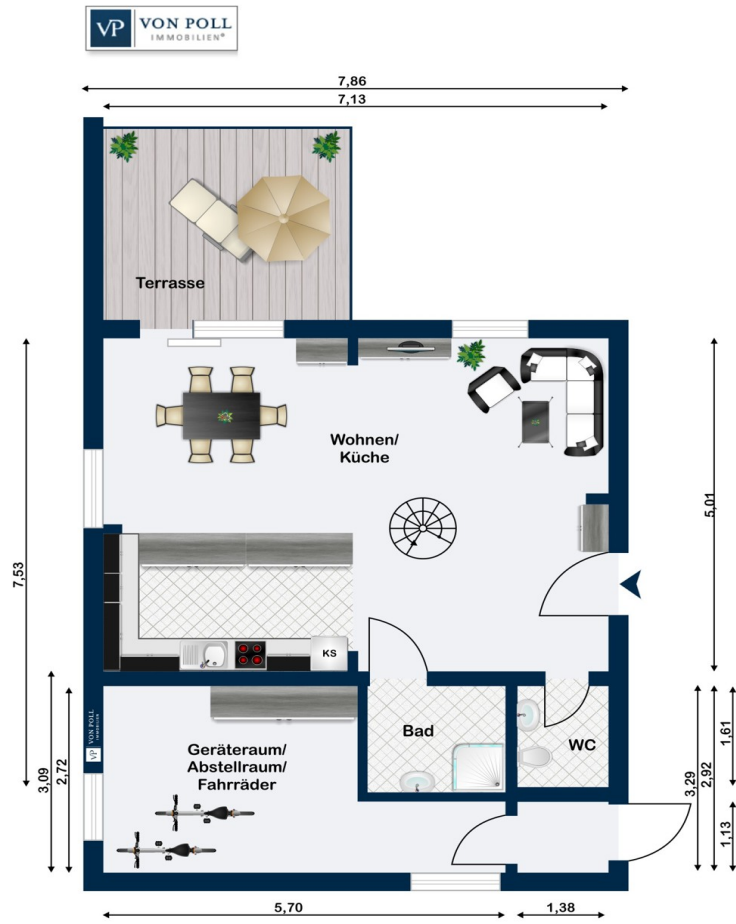 VP VON POLL
IMMOBILIEN®
7,86
7,13
Terrasse
Wohnen/
Küche
5,01
7,53
KS
VP VON POLL
IMMOBILIEN
3,09
2,72
Geräteraum/
Abstellraum/
Fahrräder
Bad
WC
3,29
2,92
1,61
1,13
5,70
1,38